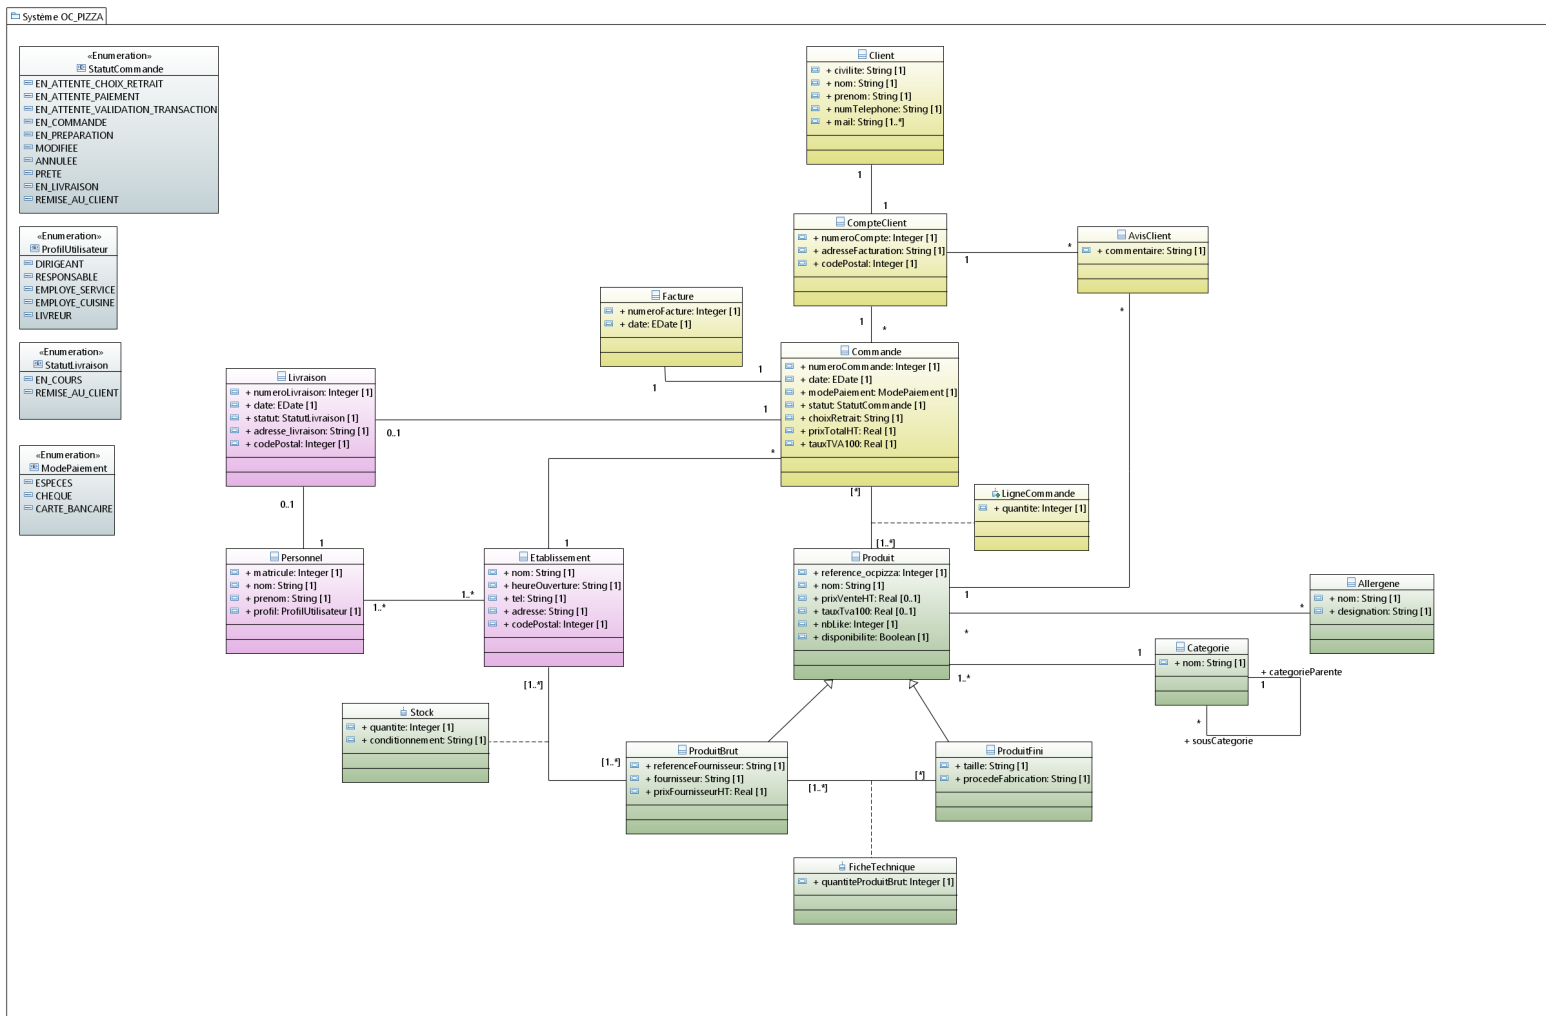 Système OC_PIZZA
«Enumeration»
StatutCommande
EN_ATTENTE_CHOIX_RETRAIT
EN_ATTENTE_PAIEMENT
EN_ATTENTE_VALIDATION_TRANSACTION
EN_COMMANDE
EN_PREPARATION
MODIFIEE
ANNULEE
PRETE
EN_LIVRAISON
REMISE_AU_CLIENT
«Enumeration»
ProfilUtilisateur
DIRIGEANT
RESPONSABLE
EMPLOYE_SERVICE
EMPLOYE_CUISINE
LIVREUR
«Enumeration»
StatutLivraison
EN_COURS
REMISE_AU_CLIENT
«Enumeration»
ModePaiement
ESPECES
CHEQUE
CARTE_BANCAIRE
Client
+ civilite: String [1]
+ nom: String [1]
+ prenom: String [1]
+ numTelephone: String [1]
+ mail: String [1..*]
1
1
CompteClient
+ numeroCompte: Integer [1]
+ adresseFacturation: String [1]
+ codePostal: Integer [1]
1
*
AvisClient
+ commentaire: String [1]
*
1
*
Facture
+ numeroFacture: Integer [1]
+ date: EDate [1]
1
1
Commande
+ numeroCommande: Integer [1]
+ date: EDate [1]
+ modePaiement: ModePaiement [1]
+ statut: StatutCommande [1]
+ choixRetrait: String [1]
+ prixTotalHT: Real [1]
+ tauxTVA100: Real [1]
Livraison
+ numeroLivraison: Integer [1]
+ date: EDate [1]
+ statut: StatutLivraison [1]
+ adresse_livraison: String [1]
+ codePostal: Integer [1]
0..1
1
*
[*]
LigneCommande
+ quantite: Integer [1]
[1..*]
0..1
1
1
Personnel
+ matricule: Integer [1]
+ nom: String [1]
+ prenom: String [1]
+ profil: ProfilUtilisateur [1]
1..*
1..*
Etablissement
+ nom: String [1]
+ heureOuverture: String [1]
+ tel: String [1]
+ adresse: String [1]
+ codePostal: Integer [1]
Produit
+ reference_ocpizza: Integer [1]
+ nom: String [1]
+ prixVenteHT: Real [0..1]
+ tauxTva100: Real [0..1]
+ nbLike: Integer [1]
+ disponibilite: Boolean [1]
1
*
*
Allergene
+ nom: String [1]
+ designation: String [1]
1..*
1
Categorie
+ nom: String [1]
+ categorieParente
1
*
+ sousCategorie
[1..*]
Stock
+ quantite: Integer [1]
+ conditionnement: String [1]
[1..*]
ProduitBrut
+ referenceFournisseur: String [1]
+ fournisseur: String [1]
+ prixFournisseurHT: Real [1]
[1..*]
[*]
ProduitFini
+ taille: String [1]
+ procedeFabrication: String [1]
FicheTechnique
+ quantiteProduitBrut: Integer [1]